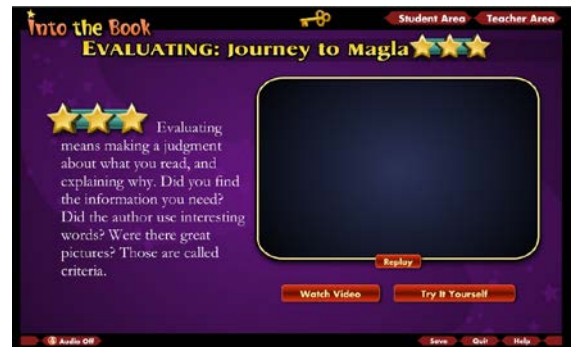 Into the Book
Student Area
Teacher Area
EVALUATING: Journey to Magla
Evaluating
means making a judgment
about what you read, and
explaining why. Did you find
the information you need?
Did the author use interesting
words? Were there great
pictures? Those are called
criteria.
Replay
Watch Video
Try It Yourself
Audio Off
Save
Quit
Help